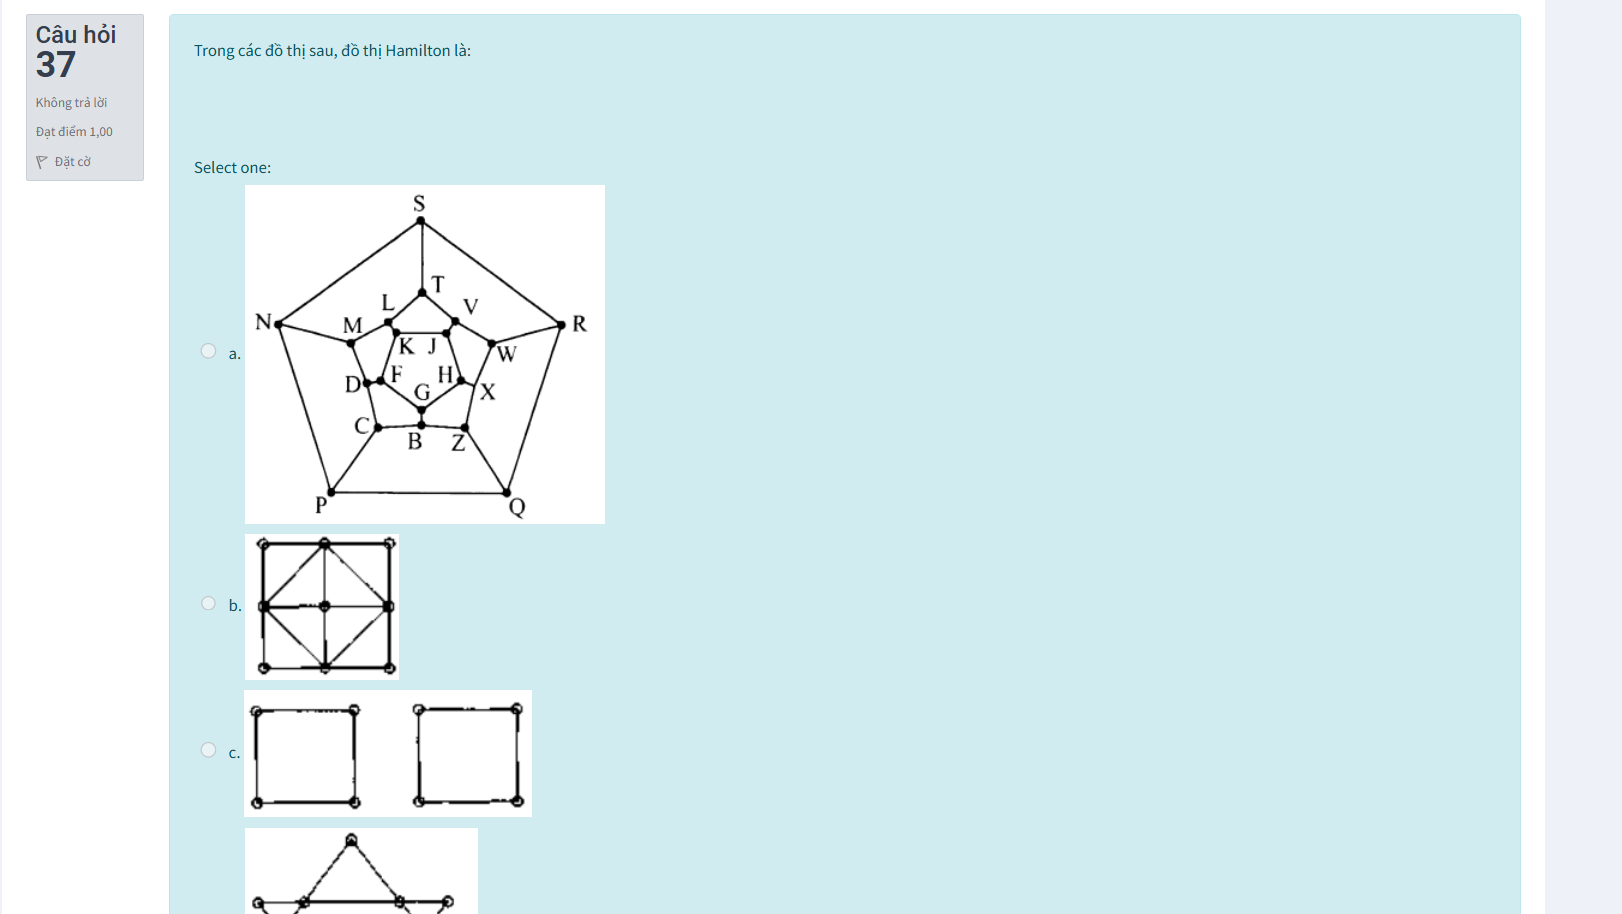 Câu hỏi
37
Không trả lời
Đạt điểm 1,00
Đặt cờ
Trong các đồ thị sau, đồ thị Hamilton là:
Select one:
a.
S
T
L
V
N
M
R
K
J
W
D
F
H
G
X
C
B
Z
P
Q
b.
c.